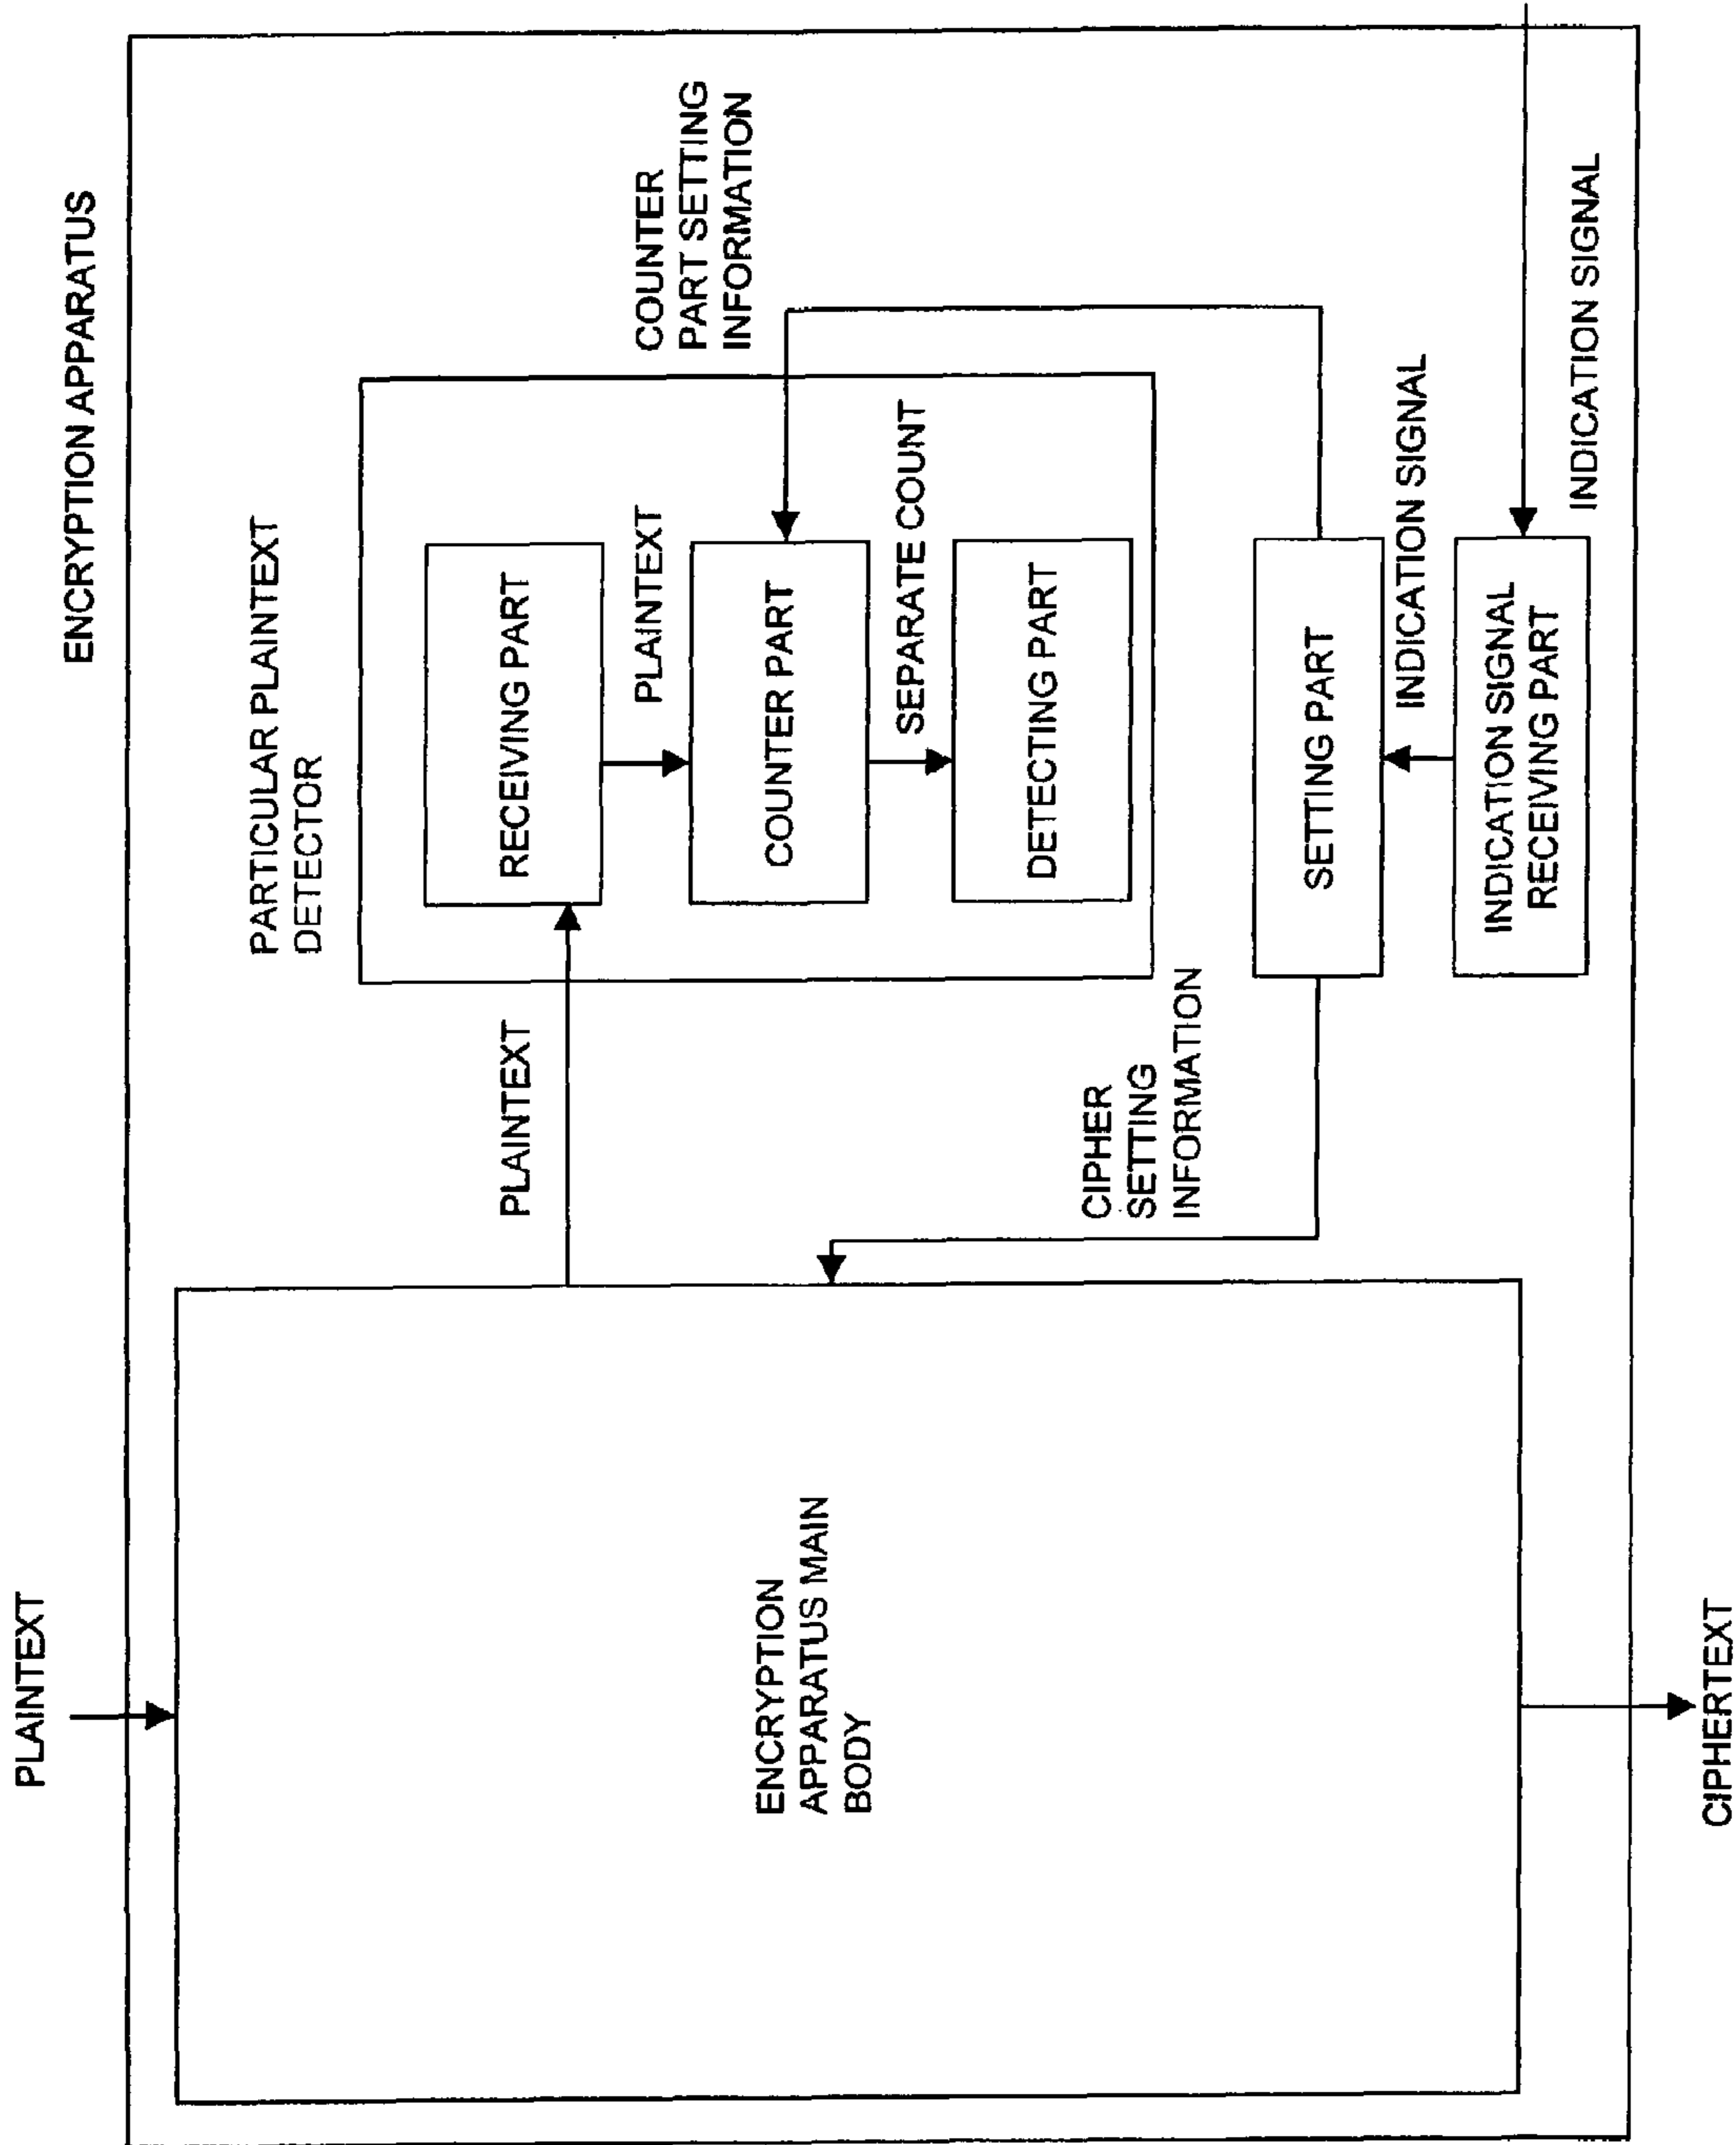 ENCRYPTION APPARATUS
PLAINTEXT
ENCRYPTION
APPARATUS MAIN
BODY
CIPHERTEXT
PLAINTEXT
CIPHER
SETTING
INFORMATION
PARTICULAR PLAINTEXT
DETECTOR
RECEIVING PART
PLAINTEXT
COUNTER PART
SEPARATE COUNT
DETECTING PART
COUNTER
PART SETTING
INFORMATION
SETTING PART
INDICATION SIGNAL
INDICATION SIGNAL
RECEIVING PART
INDICATION SIGNAL